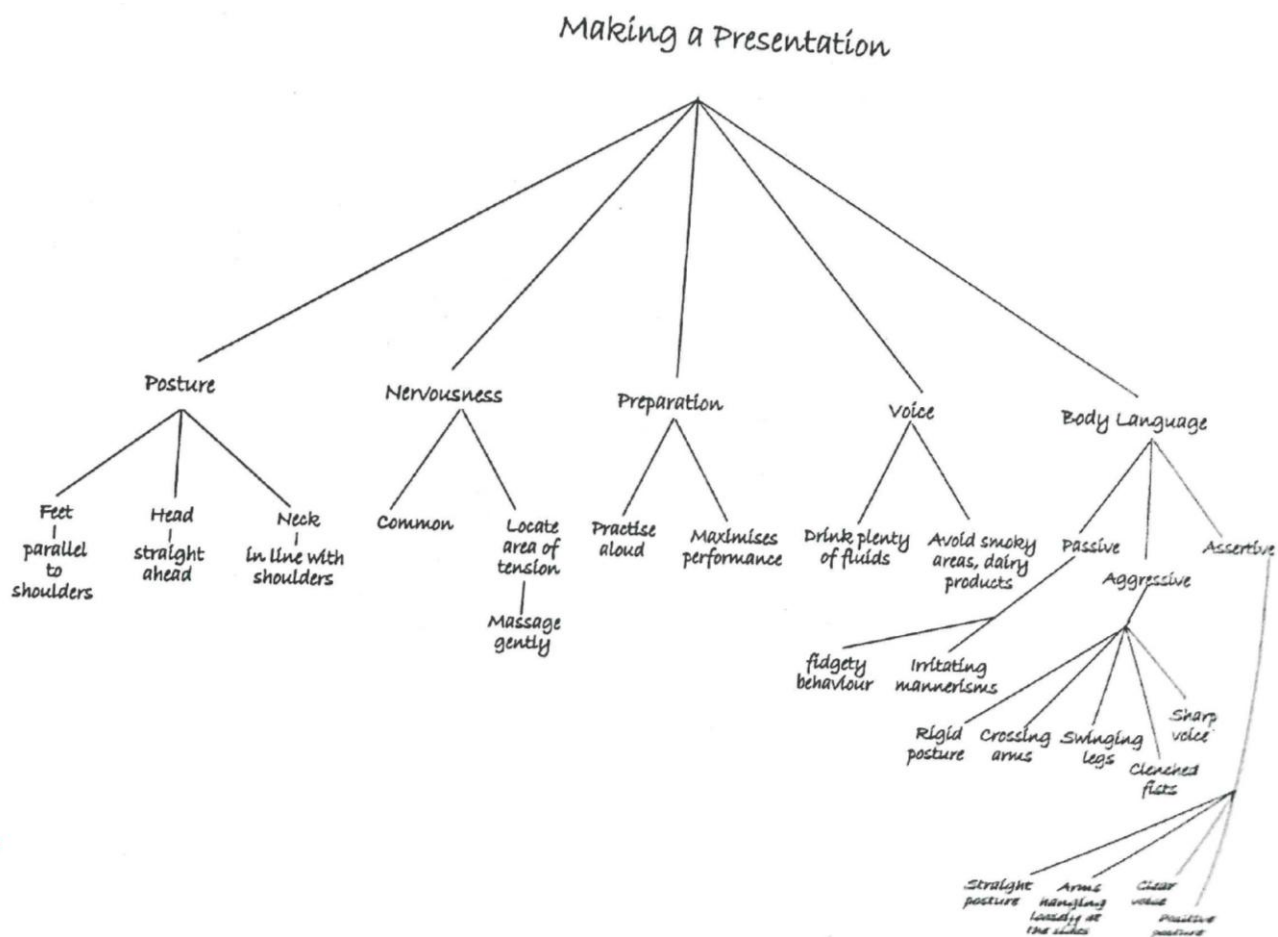 Making a Presentation
Posture
Nervousness
Preparation
Voice
Body Language
Feet
parallel
to
shoulders
Head
straight
ahead
Neck
in line with
shoulders
Common
Locate
area of
tension
Massage
gently
Practise
aloud
Maximises
performance
Drink plenty
of fluids
Avoid smoky
areas, dairy
products
Passive
Aggressive
Assertive
fidgety
behaviour
Irritating
mannerisms
Rigid
posture
Crossing
arms
Swinging
legs
Clenched
fists
Sharp
voice
Straight
posture
Arms
hanging
loosely at
the sides
Clear
voice
Positive
posture